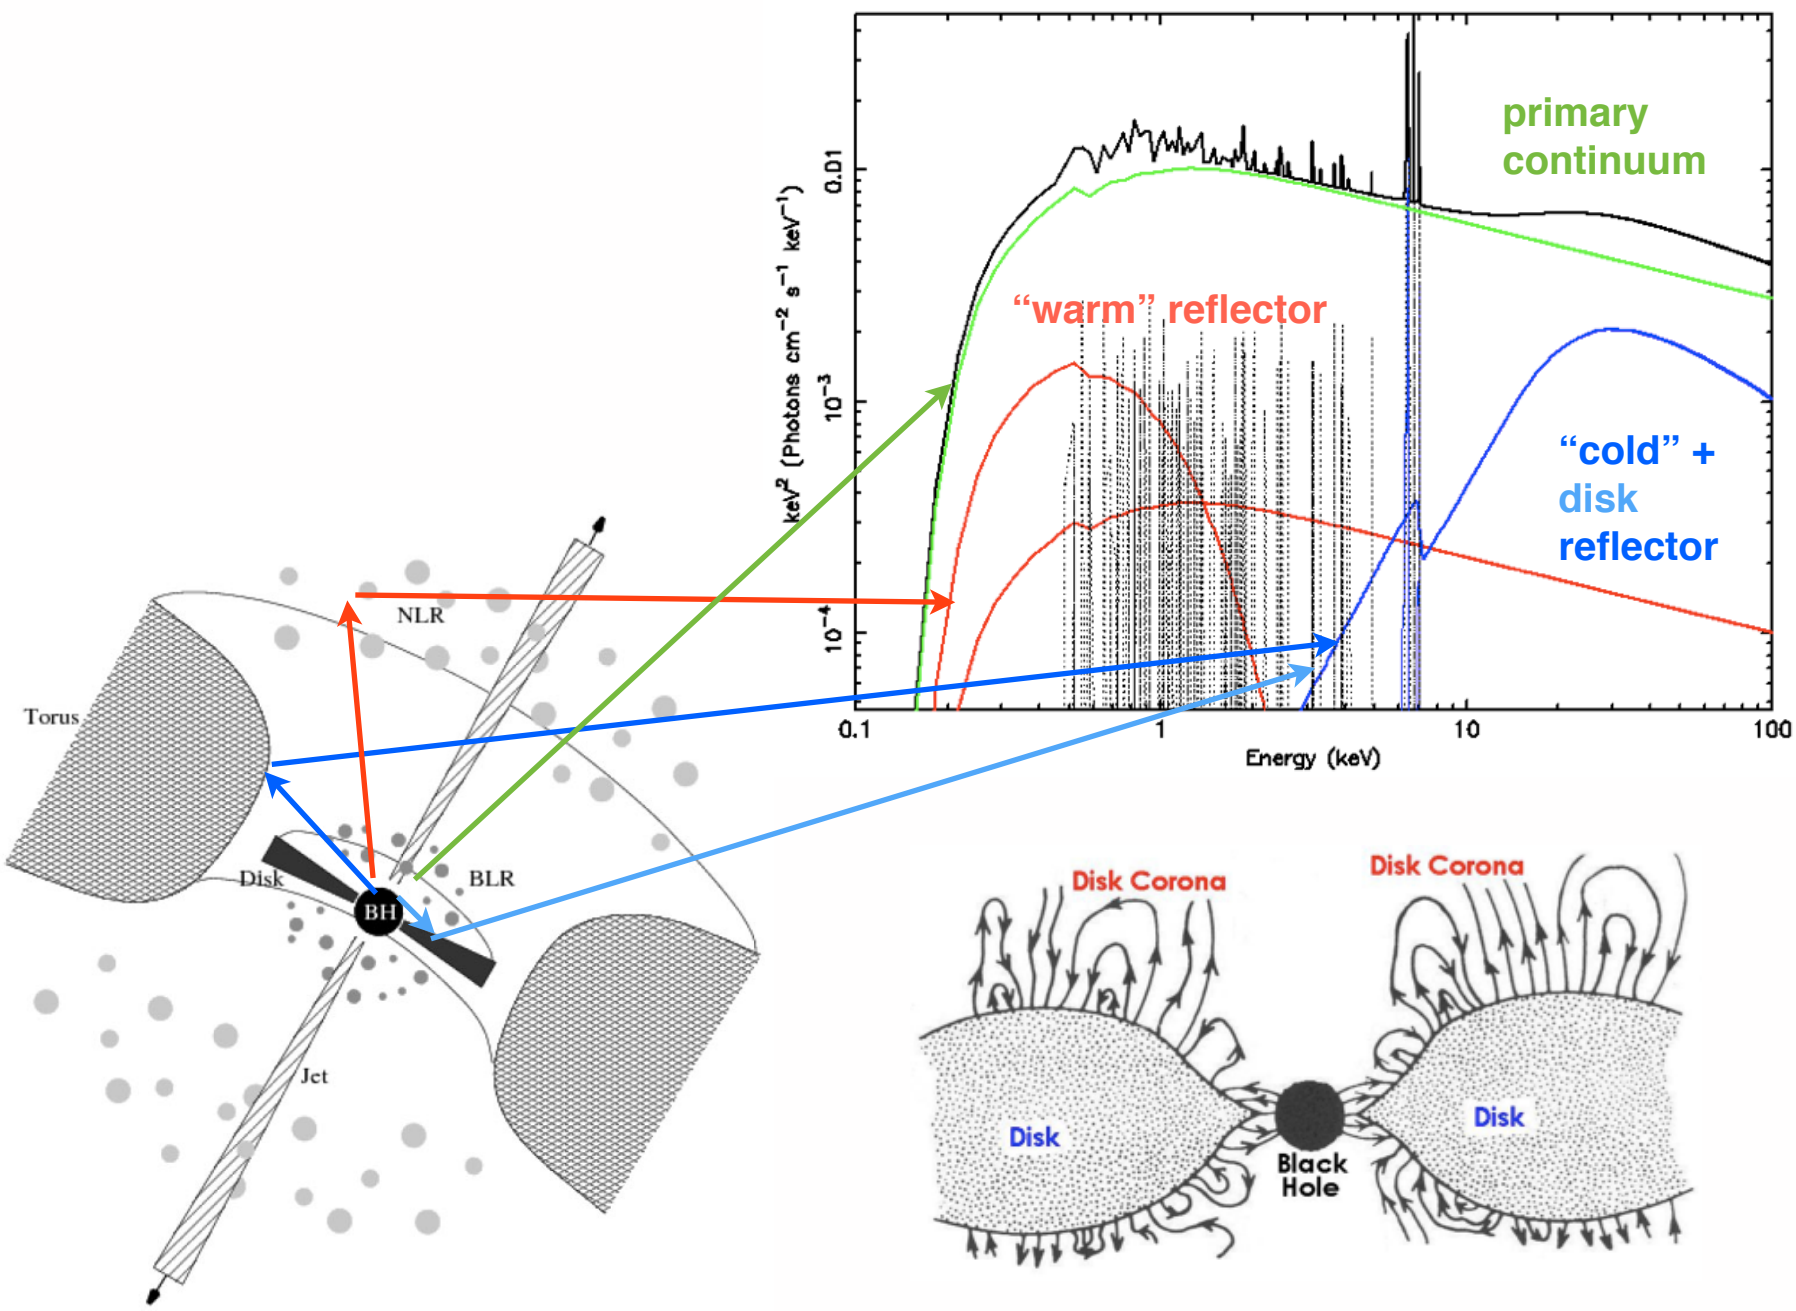 primary
continuum
“warm” reflector
“cold” +
disk
reflector
keV² (Photons cm⁻² s⁻¹ keV⁻¹)
0.01
10⁻³
10⁻⁴
0.1
1
10
100
Energy (keV)
NLR
Torus
Disk
BLR
BH
Jet
Disk Corona
Disk Corona
Disk
Disk
Black
Hole